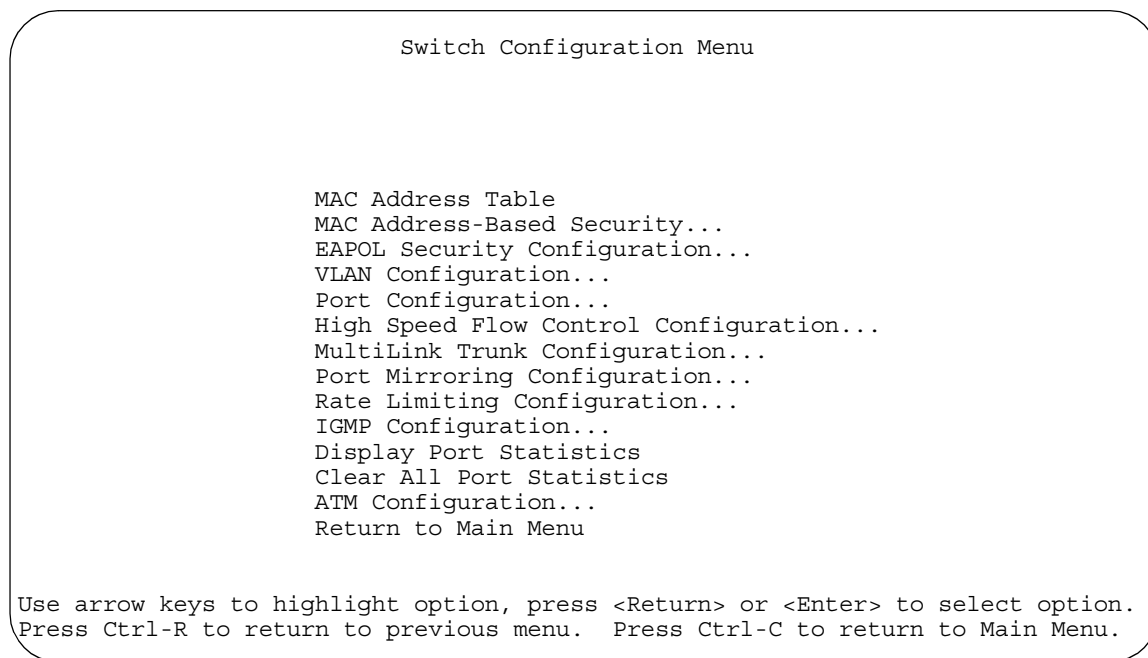 Switch Configuration Menu
MAC Address Table
MAC Address-Based Security...
EAPOL Security Configuration...
VLAN Configuration...
Port Configuration...
High Speed Flow Control Configuration...
MultiLink Trunk Configuration...
Port Mirroring Configuration...
Rate Limiting Configuration...
IGMP Configuration...
Display Port Statistics
Clear All Port Statistics
ATM Configuration...
Return to Main Menu
Use arrow keys to highlight option, press <Return> or <Enter> to select option.
Press Ctrl-R to return to previous menu.  Press Ctrl-C to return to Main Menu.